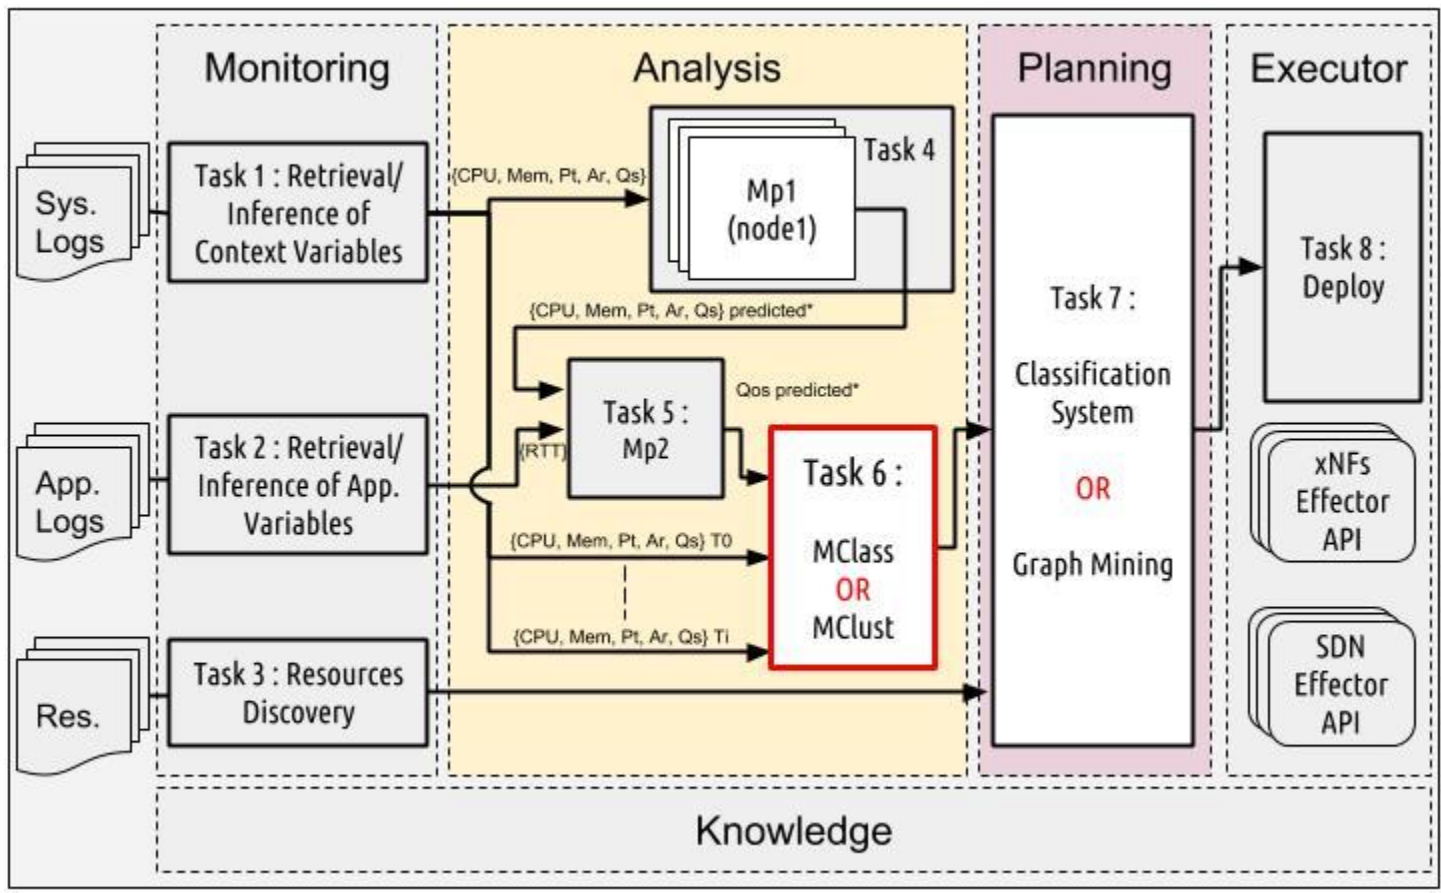 Monitoring
Analysis
Planning
Executor
Sys.
Logs
Task 1 : Retrieval/
Inference of
Context Variables
{CPU, Mem, Pt, Ar, Qs}
Task 4
Mp1
(node1)
{CPU, Mem, Pt, Ar, Qs} predicted*
App.
Logs
Task 2 : Retrieval/
Inference of App.
Variables
{RTT}
Task 5 :
Mp2
Qos predicted*
{CPU, Mem, Pt, Ar, Qs} T0
{CPU, Mem, Pt, Ar, Qs} Ti
Task 6 :
MClass
OR
MClust
Res.
Task 3 : Resources
Discovery
Task 7 :
Classification
System
OR
Graph Mining
Task 8 :
Deploy
xNFs
Effector
API
SDN
Effector
API
Knowledge